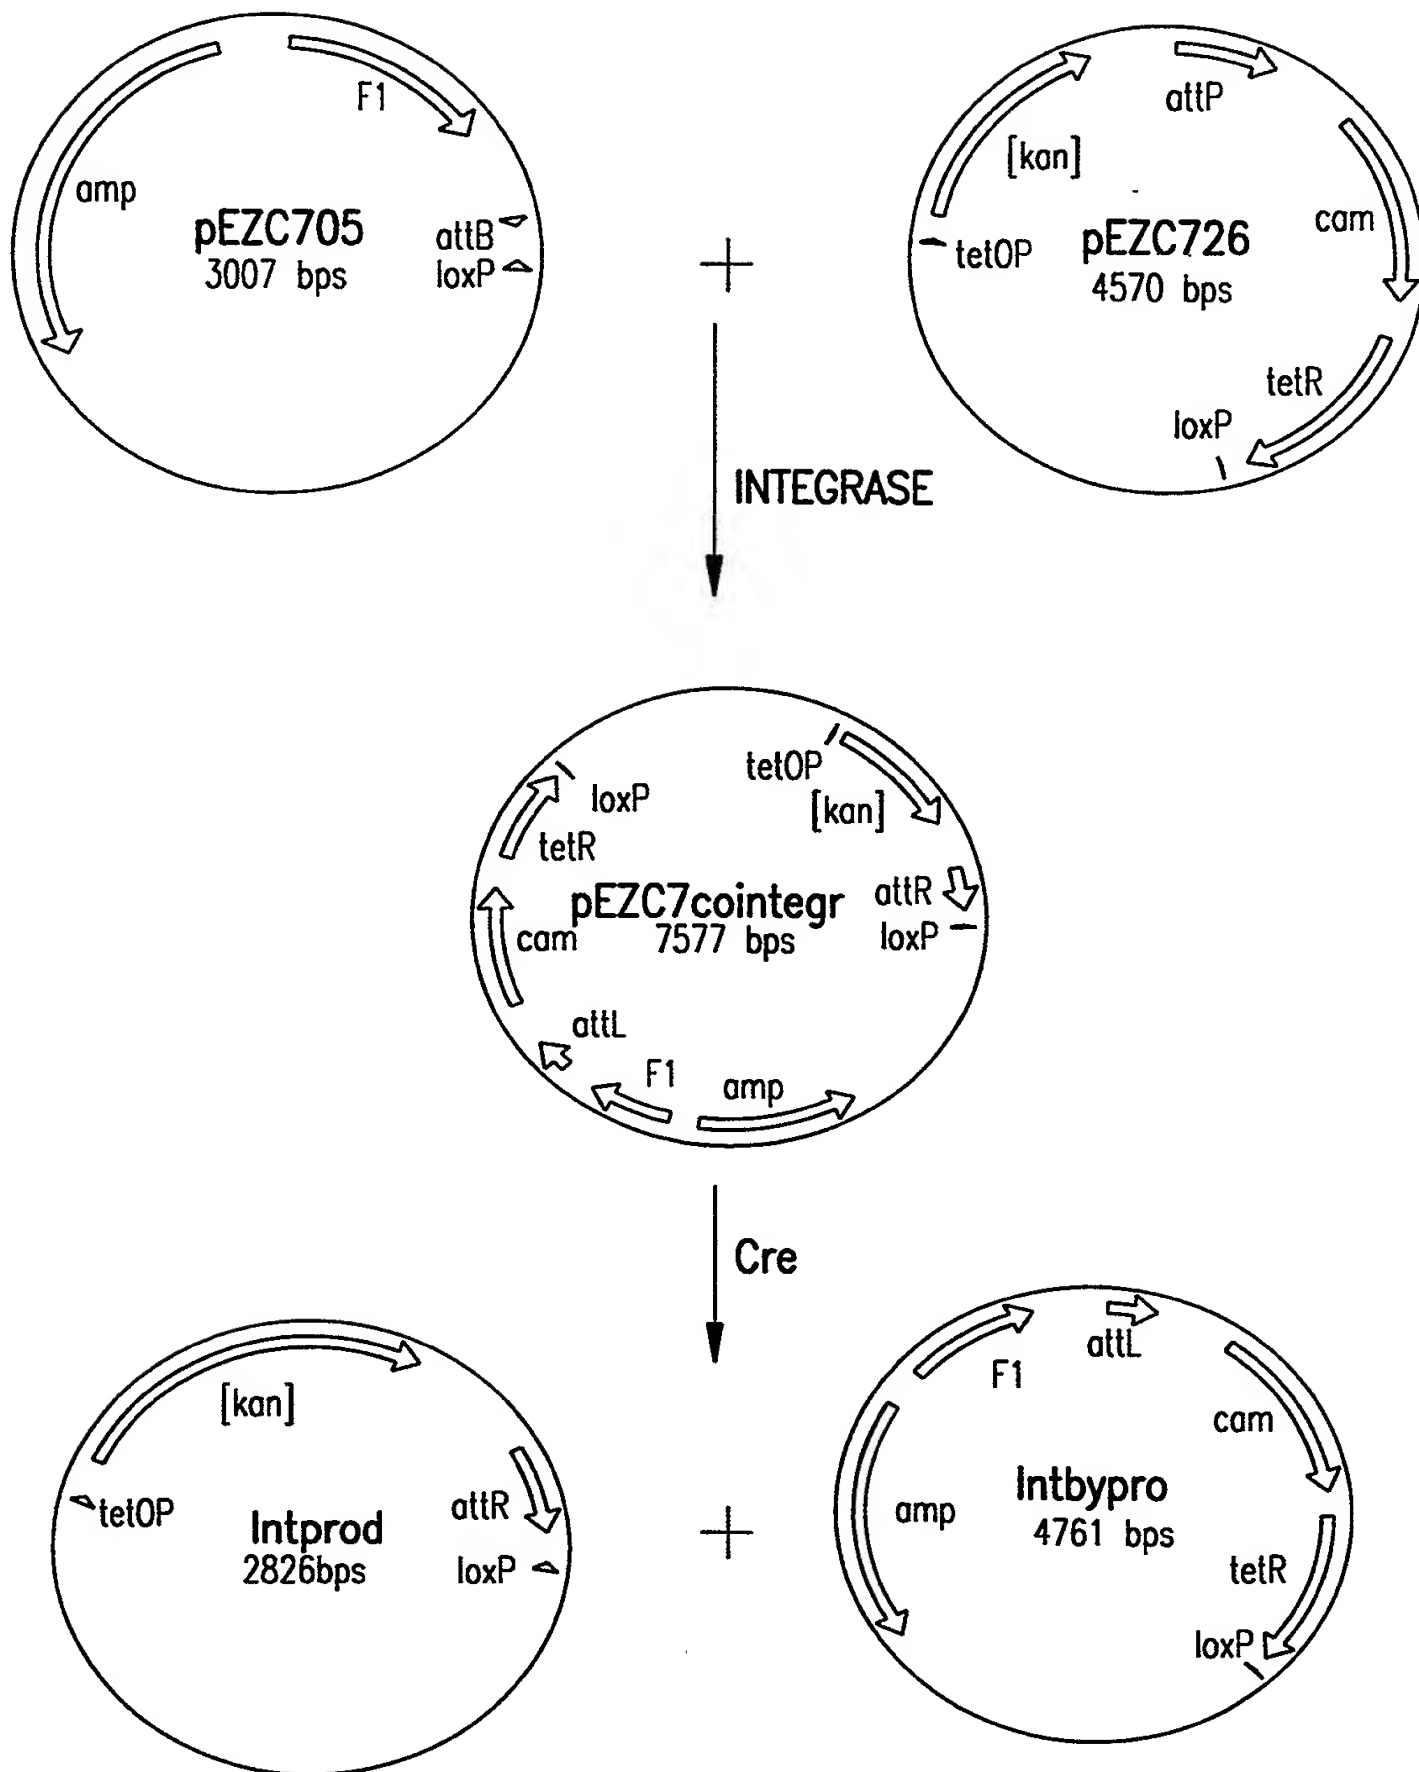 F1
amp
pEZC705
3007 bps
attB
loxP
+
attP
[kan]
cam
tetOP
pEZC726
4570 bps
tetR
loxP
INTEGRASE
tetOP
loxP
[kan]
tetR
attR
pEZC7cointegr
loxP
cam
7577 bps
attL
F1
amp
Cre
[kan]
tetOP
attR
Intprod
2826bps
loxP
+
attL
F1
cam
Intbypro
amp
4761 bps
tetR
loxP